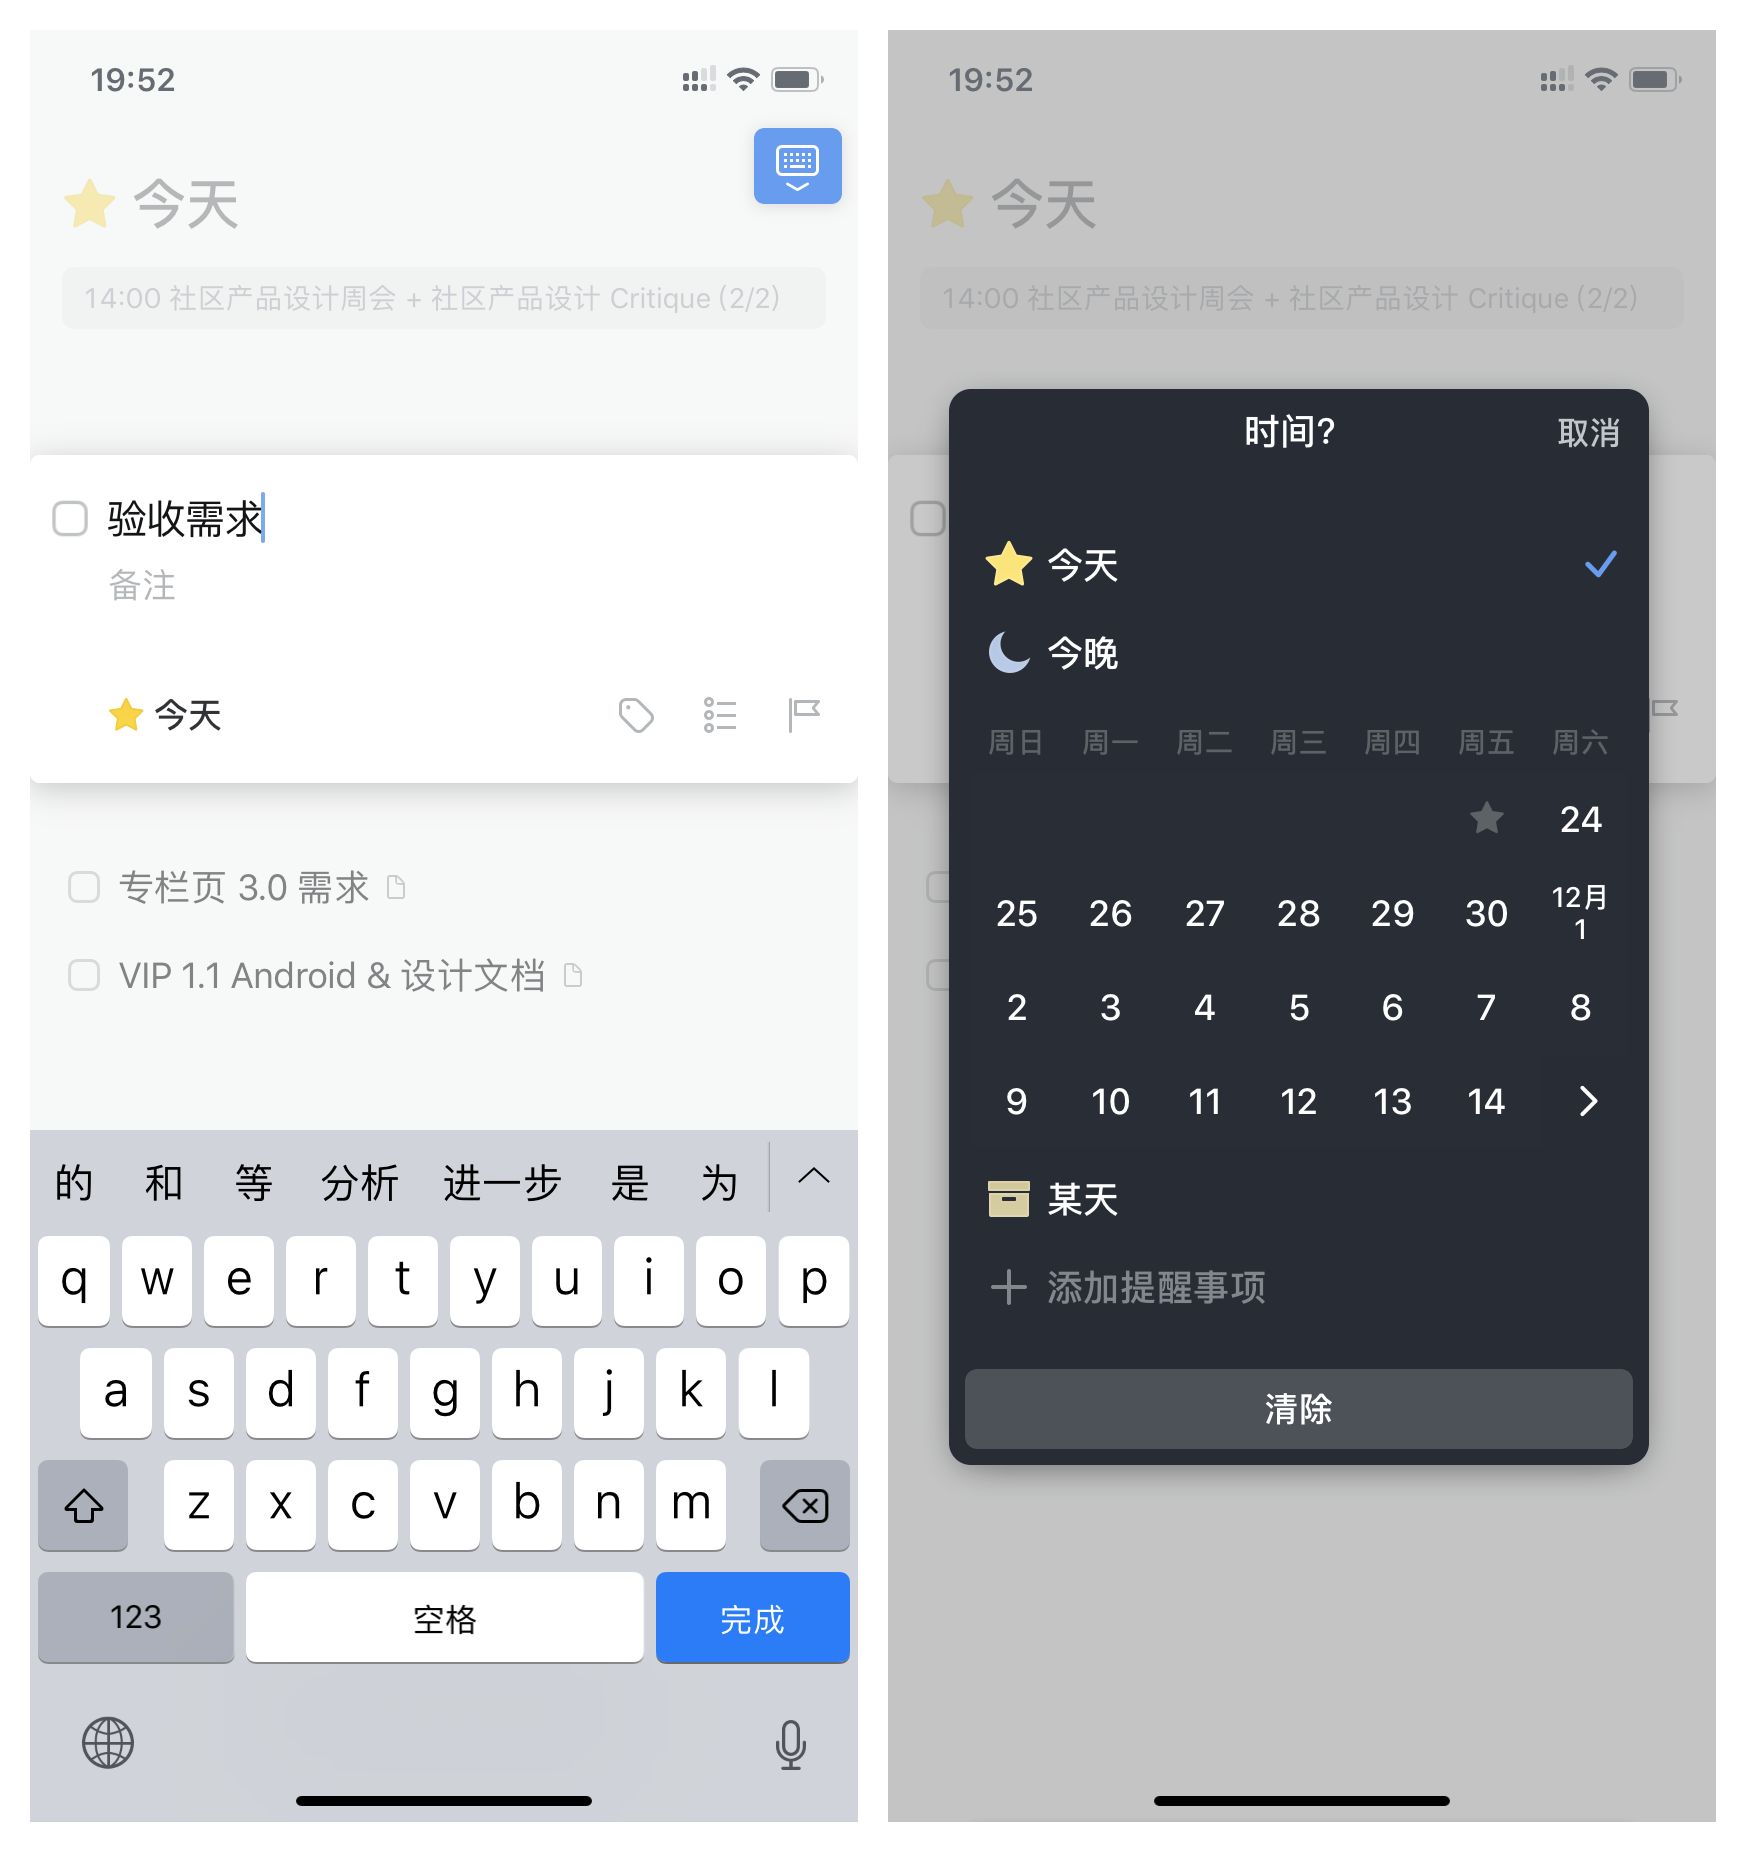 19:52
今天
14:00 社区产品设计周会 + 社区产品设计 Critique (2/2)
验收需求
备注
今天
专栏页 3.0 需求
VIP 1.1 Android & 设计文档
的 和 等 分析 进一步 是 为
q w e r t y u i o p
a s d f g h j k l
z x c v b n m
123 空格 完成
19:52
今天
14:00 社区产品设计周会 + 社区产品设计 Critique (2/2)
时间? 取消
今天
今晚
周日 周一 周二 周三 周四 周五 周六
24
25 26 27 28 29 30 12月 1
2 3 4 5 6 7 8
9 10 11 12 13 14
某天
添加提醒事项
清除